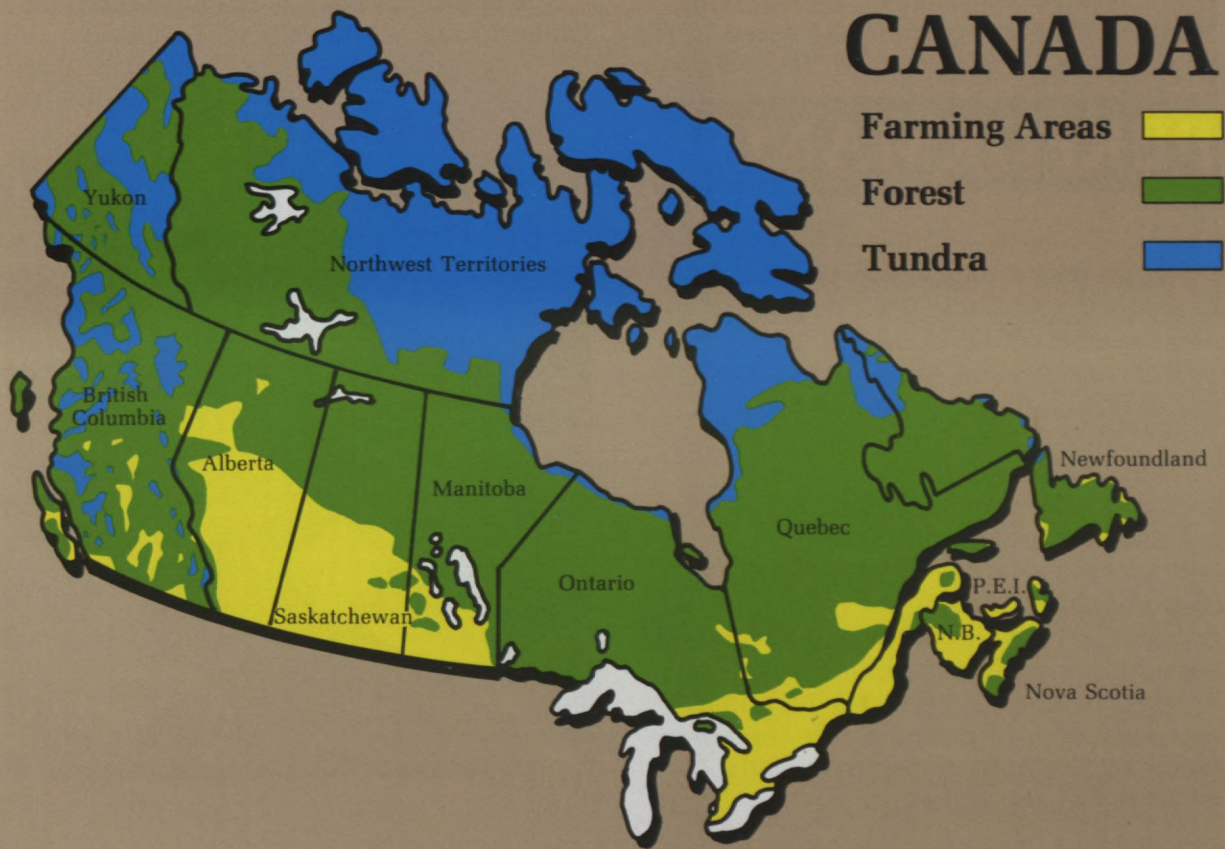 CANADA
Farming Areas
Forest
Tundra
Yukon
Northwest Territories
British
Columbia
Alberta
Manitoba
Newfoundland
Quebec
Ontario
Saskatchewan
P.E.I.
N.B.
Nova Scotia